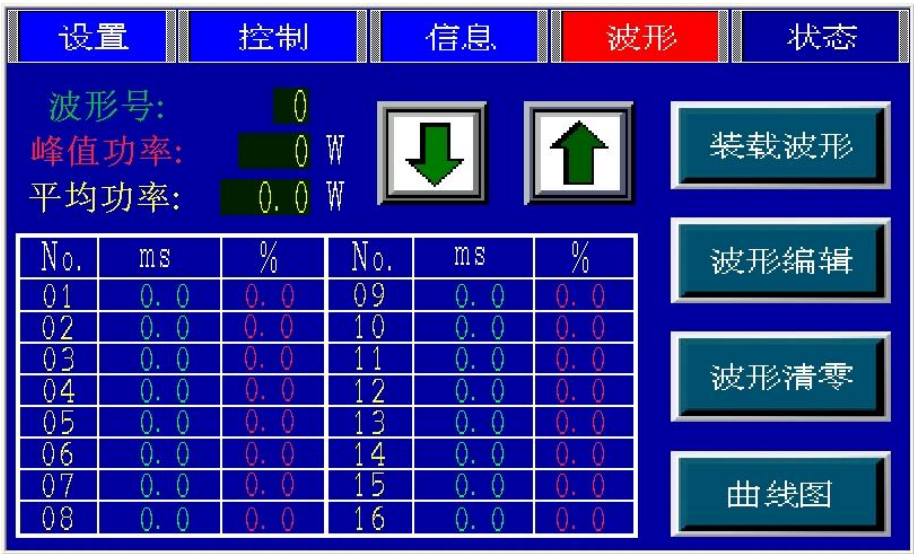 设置 控制 信息 波形 状态
波形号: 0
峰值功率: 0 W
平均功率: 0.0 W
装载波形
波形编辑
波形清零
曲线图
No. ms % No. ms %
01 0.0 0.0 09 0.0 0.0
02 0.0 0.0 10 0.0 0.0
03 0.0 0.0 11 0.0 0.0
04 0.0 0.0 12 0.0 0.0
05 0.0 0.0 13 0.0 0.0
06 0.0 0.0 14 0.0 0.0
07 0.0 0.0 15 0.0 0.0
08 0.0 0.0 16 0.0 0.0